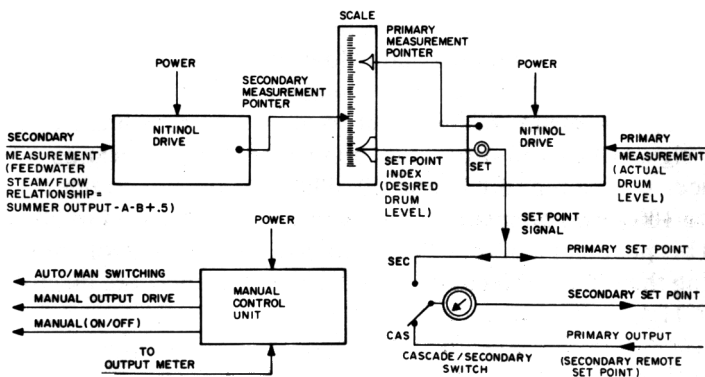 SCALE
POWER
SECONDARY
MEASUREMENT
POINTER
PRIMARY
MEASUREMENT
POINTER
POWER
NITINOL
DRIVE
NITINOL
DRIVE
SECONDARY
MEASUREMENT
(FEEDWATER
STEAM/FLOW
RELATIONSHIP=
SUMMER OUTPUT-A-B+.5)
SET POINT
INDEX
(DESIRED
DRUM
LEVEL)
SET
PRIMARY
MEASUREMENT
(ACTUAL
DRUM
LEVEL)
SET POINT
SIGNAL
POWER
AUTO/MAN SWITCHING
MANUAL OUTPUT DRIVE
MANUAL(ON/OFF)
TO
OUTPUT METER
MANUAL
CONTROL
UNIT
SEC
PRIMARY SET POINT
SECONDARY SET POINT
CAS
CASCADE/SECONDARY
SWITCH
PRIMARY OUTPUT
(SECONDARY REMOTE
SET POINT)